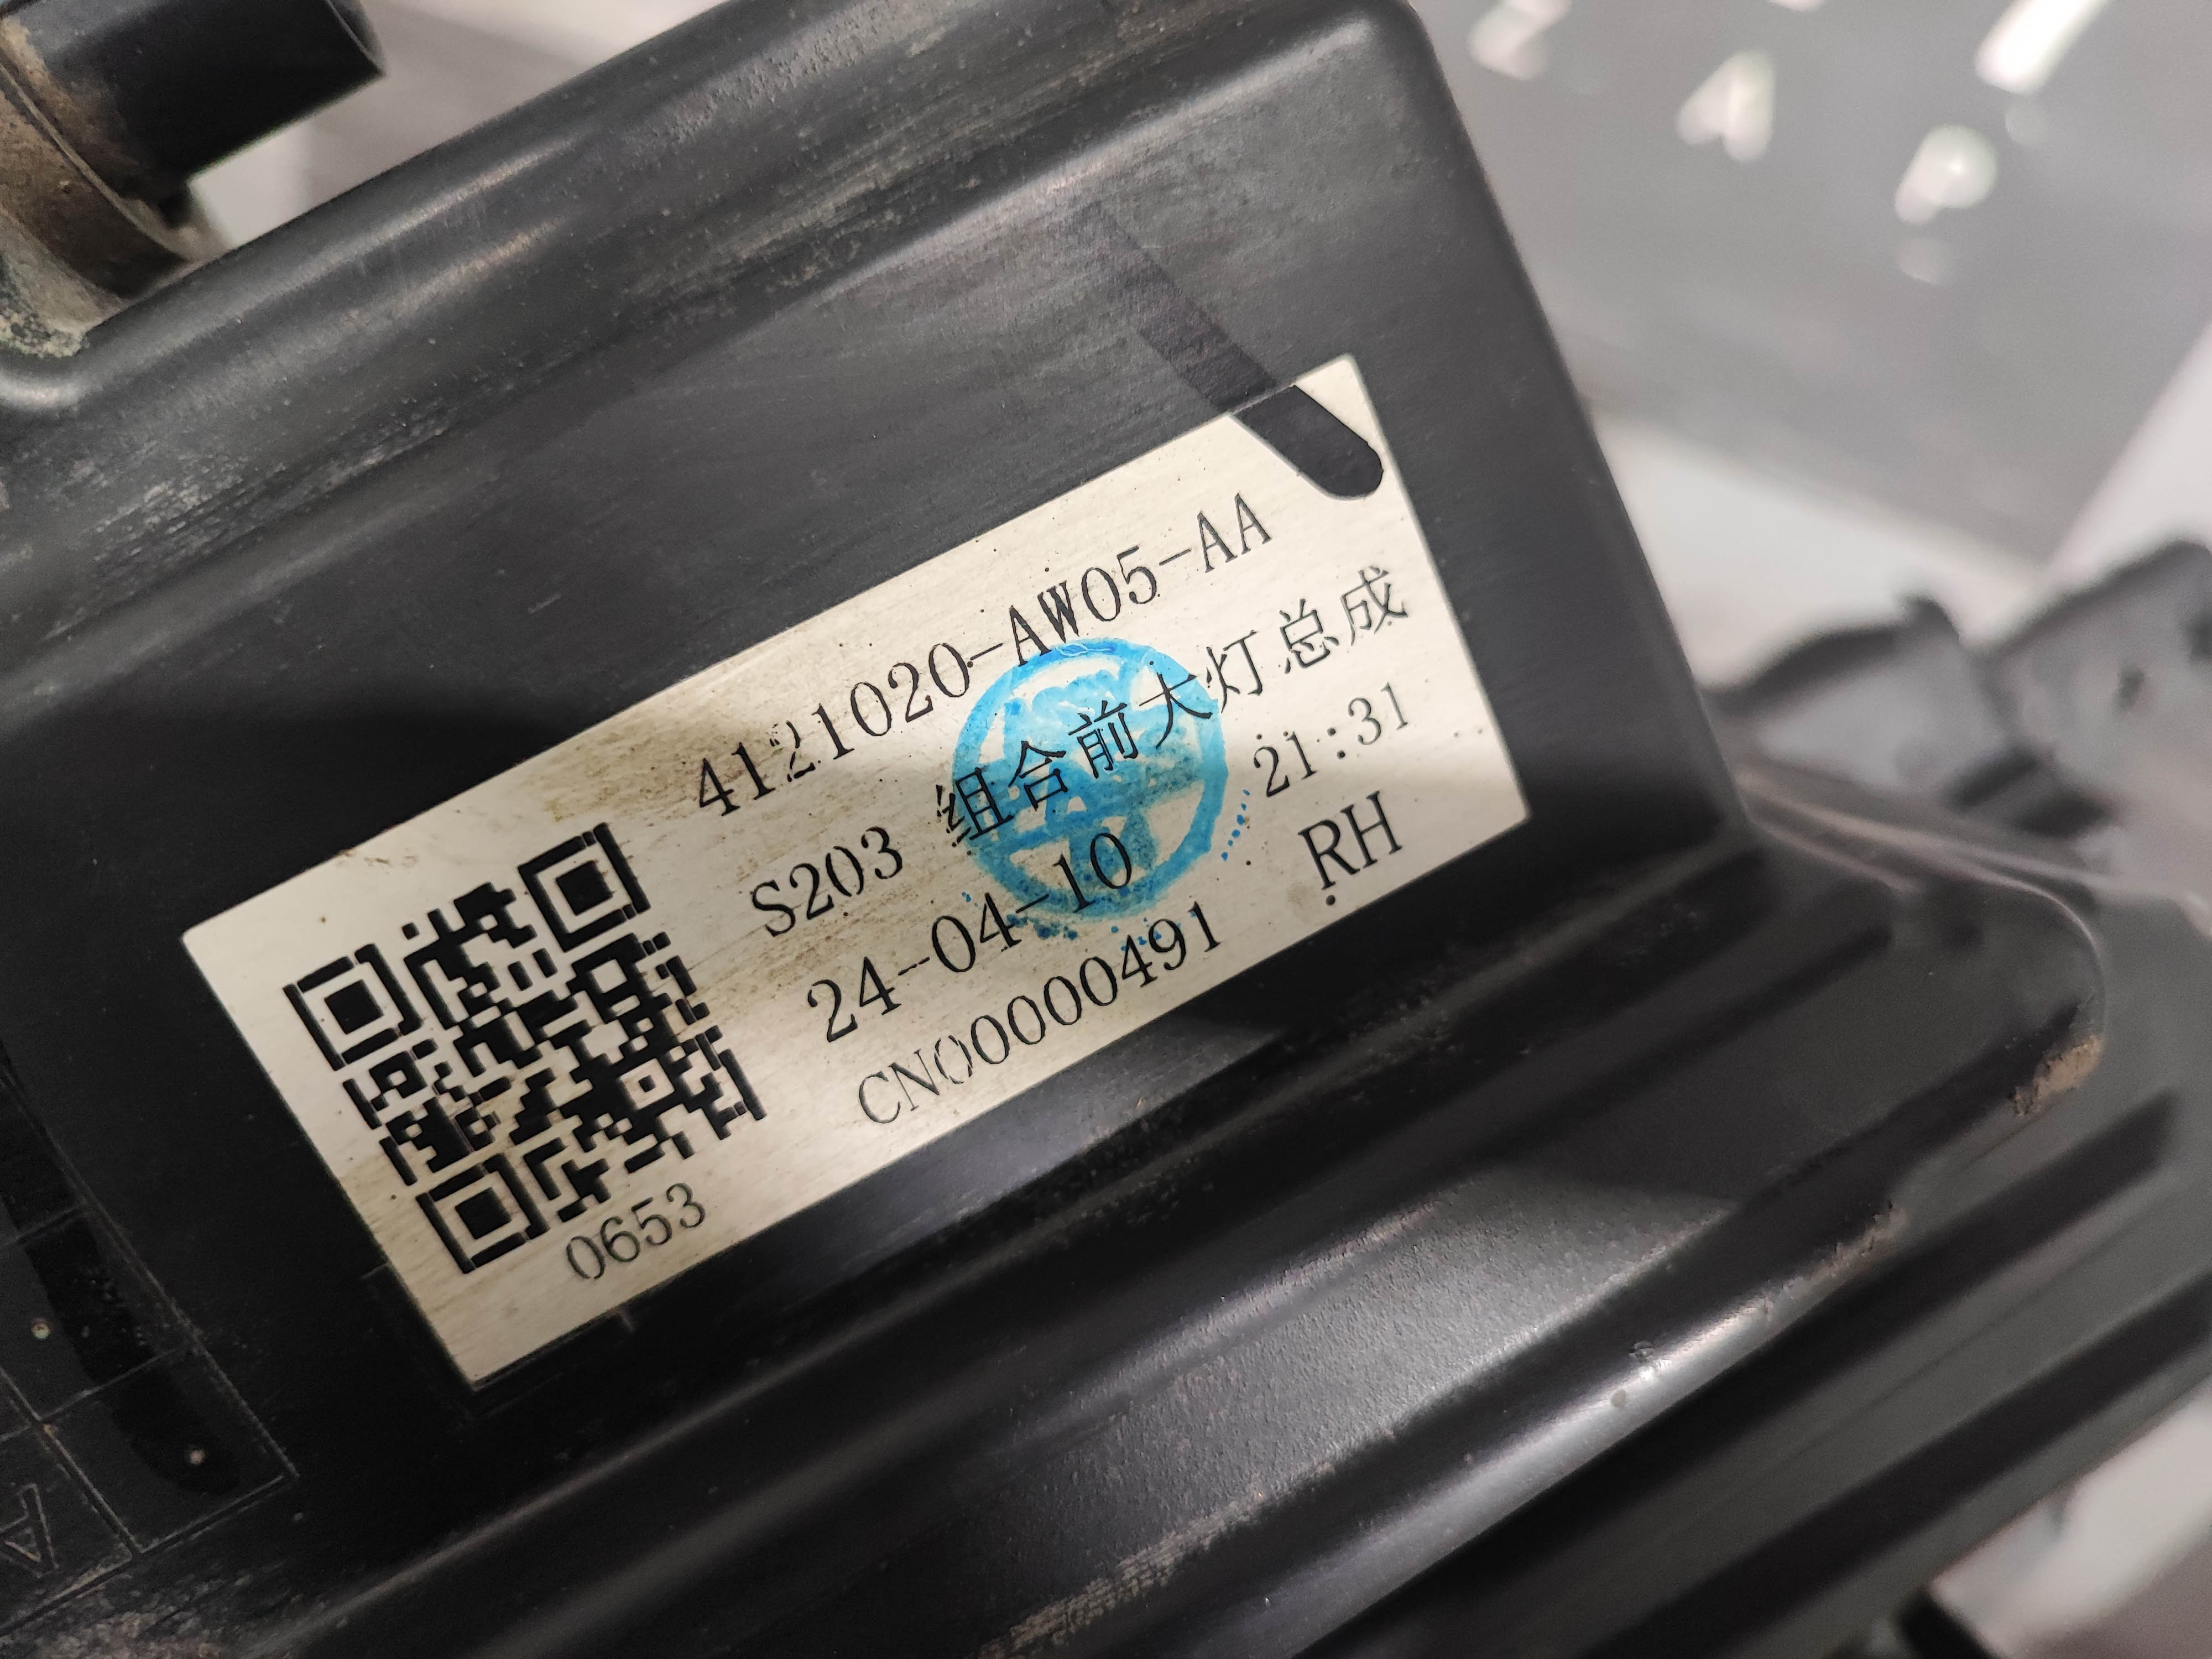 4121020-AW05-AA
S203 组合前大灯总成
24-04-10 21:31
CN00000491 RH
0653
A